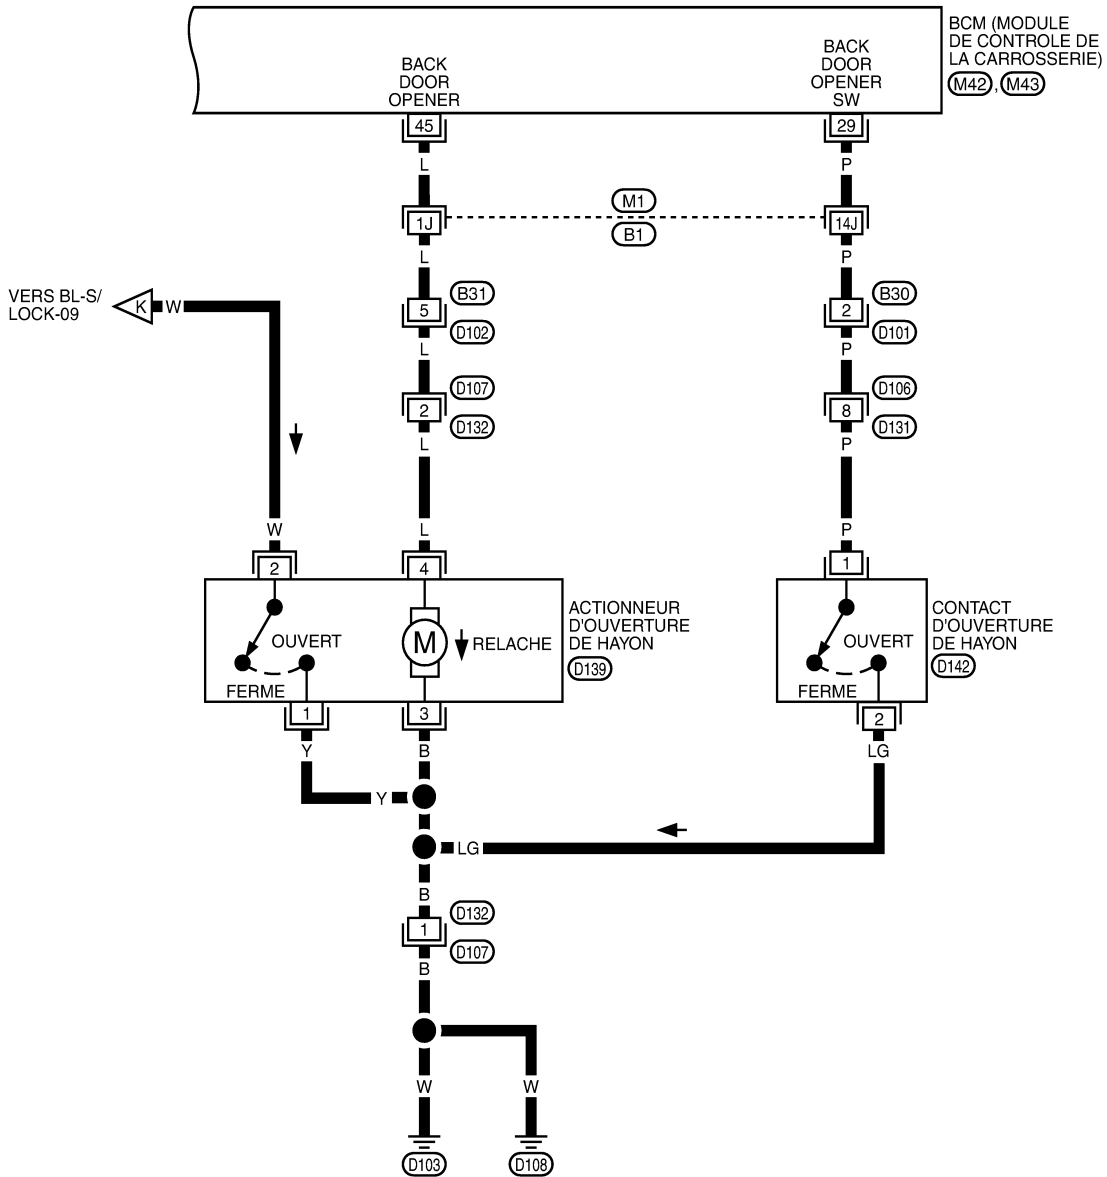 BCM (MODULE
DE CONTROLE DE
LA CARROSSERIE)
M42 , M43
BACK
DOOR
OPENER
BACK
DOOR
OPENER
SW
45
29
L
P
M1
1J
14J
B1
L
P
VERS BL-S/
LOCK-09
K
W
B31
5
D102
B30
2
D101
L
P
D107
2
D132
D106
8
D131
L
P
W
L
P
2
4
1
OUVERT
FERME
M
RELACHE
ACTIONNEUR
D'OUVERTURE
DE HAYON
D139
OUVERT
FERME
CONTACT
D'OUVERTURE
DE HAYON
D142
1
3
2
Y
B
LG
Y
LG
B
D132
1
D107
B
W
W
D103
D108